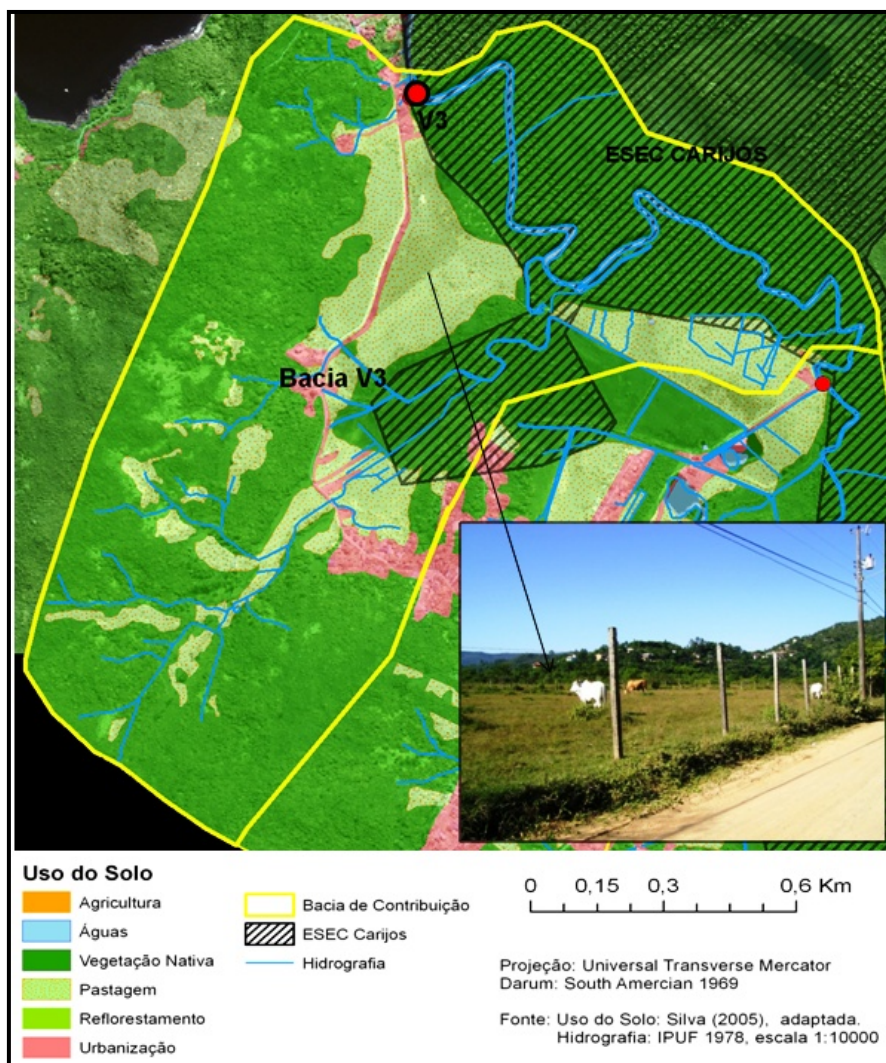 V3
ESEC CARIJOS
Bacia V3
Uso do Solo
Agricultura
Águas
Vegetação Nativa
Pastagem
Reflorestamento
Urbanização
Bacia de Contribuição
ESEC Carijos
Hidrografia
0 0,15 0,3 0,6 Km
Projeção: Universal Transverse Mercator
Darum: South Amercian 1969
Fonte: Uso do Solo: Silva (2005), adaptada.
Hidrografia: IPUF 1978, escala 1:10000